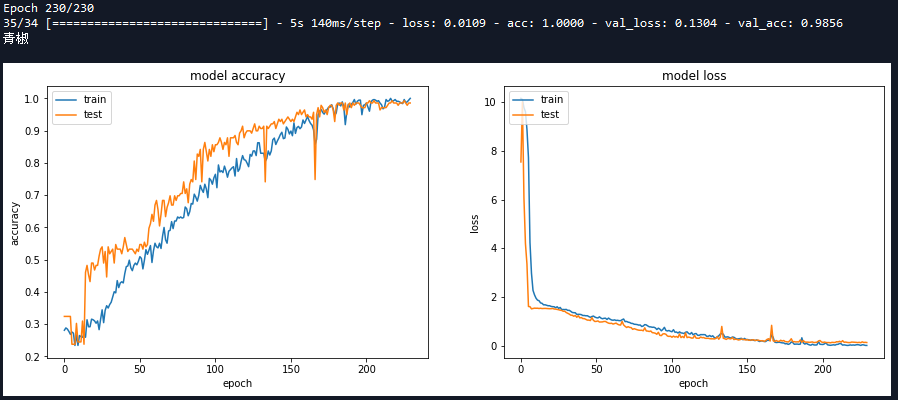 Epoch 230/230
35/34 [==============================] - 5s 140ms/step - loss: 0.0109 - acc: 1.0000 - val_loss: 0.1304 - val_acc: 0.9856
青椒
model accuracy
train
test
1.0
0.9
0.8
0.7
0.6
0.5
0.4
0.3
0.2
accuracy
0
50
100
150
200
epoch
model loss
train
test
10
8
6
4
2
0
loss
0
50
100
150
200
epoch